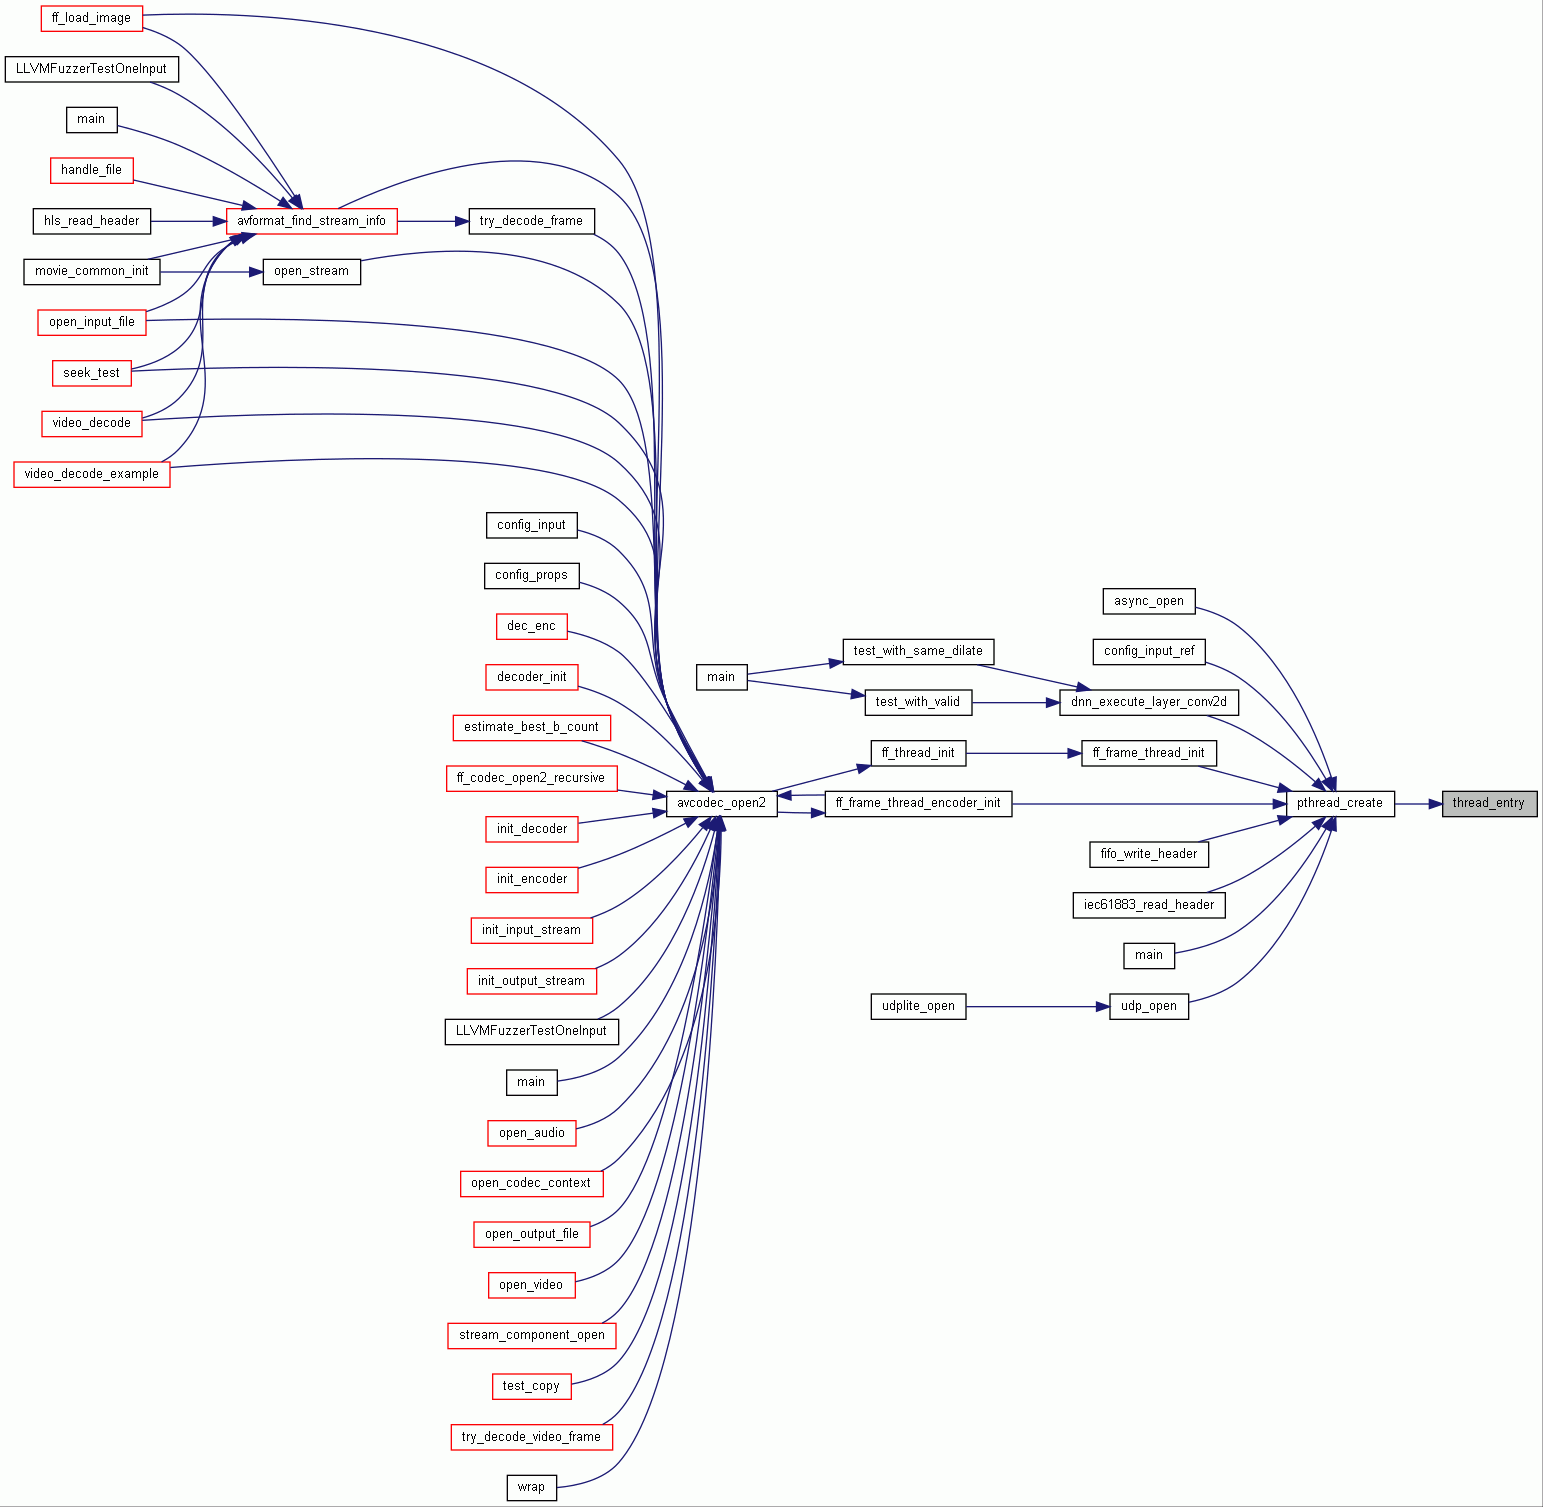 ff_load_image
LLVMFuzzerTestOneInput
main
handle_file
hls_read_header
avformat_find_stream_info
try_decode_frame
movie_common_init
open_stream
open_input_file
seek_test
video_decode
video_decode_example
config_input
config_props
dec_enc
decoder_init
estimate_best_b_count
ff_codec_open2_recursive
init_decoder
init_encoder
init_input_stream
init_output_stream
LLVMFuzzerTestOneInput
main
open_audio
open_codec_context
open_output_file
open_video
stream_component_open
test_copy
try_decode_video_frame
wrap
avcodec_open2
main
test_with_same_dilate
test_with_valid
ff_thread_init
ff_frame_thread_encoder_init
udplite_open
async_open
config_input_ref
dnn_execute_layer_conv2d
ff_frame_thread_init
fifo_write_header
iec61883_read_header
main
udp_open
pthread_create
thread_entry